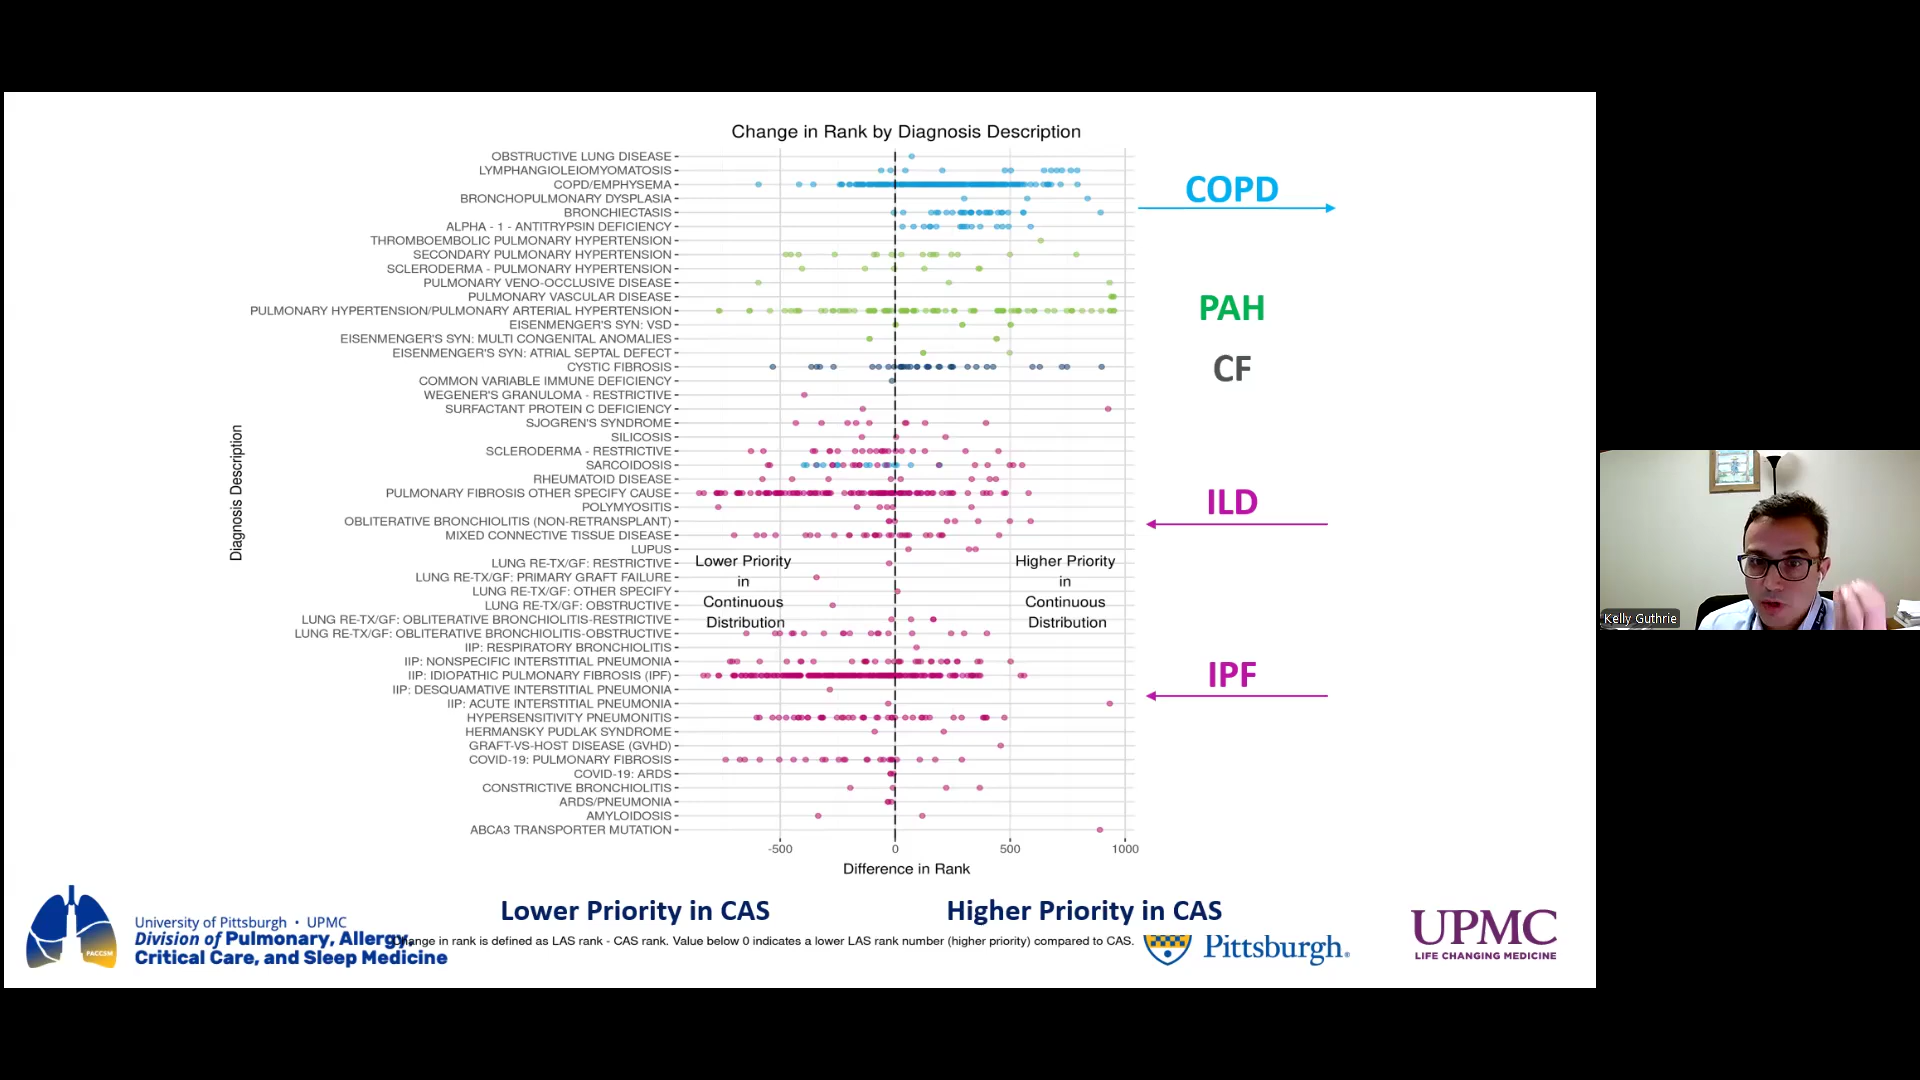 Change in Rank by Diagnosis Description
OBSTRUCTIVE LUNG DISEASE
LYMPHANGIOLEIOMYOMATOSIS
COPD/EMPHYSEMA
BRONCHOPULMONARY DYSPLASIA
BRONCHIECTASIS
ALPHA - 1 - ANTITRYPSIN DEFICIENCY
THROMBOEMBOLIC PULMONARY HYPERTENSION
SECONDARY PULMONARY HYPERTENSION
SCLERODERMA - PULMONARY HYPERTENSION
PULMONARY VENO-OCCLUSIVE DISEASE
PULMONARY VASCULAR DISEASE
PULMONARY HYPERTENSION/PULMONARY ARTERIAL HYPERTENSION
EISENMENGER'S SYN: VSD
EISENMENGER'S SYN: MULTI CONGENITAL ANOMALIES
EISENMENGER'S SYN: ATRIAL SEPTAL DEFECT
CYSTIC FIBROSIS
COMMON VARIABLE IMMUNE DEFICIENCY
WEGENER'S GRANULOMA - RESTRICTIVE
SURFACTANT PROTEIN C DEFICIENCY
SJOGREN'S SYNDROME
SILICOSIS
SCLERODERMA - RESTRICTIVE
SARCOIDOSIS
RHEUMATOID DISEASE
PULMONARY FIBROSIS OTHER SPECIFY CAUSE
POLYMYOSITIS
OBLITERATIVE BRONCHIOLITIS (NON-RETRANSPLANT)
MIXED CONNECTIVE TISSUE DISEASE
LUPUS
LUNG RE-TX/GF: RESTRICTIVE
LUNG RE-TX/GF: PRIMARY GRAFT FAILURE
LUNG RE-TX/GF: OTHER SPECIFY
LUNG RE-TX/GF: OBSTRUCTIVE
LUNG RE-TX/GF: OBLITERATIVE BRONCHIOLITIS-RESTRICTIVE
LUNG RE-TX/GF: OBLITERATIVE BRONCHIOLITIS-OBSTRUCTIVE
IIP: RESPIRATORY BRONCHIOLITIS
IIP: NONSPECIFIC INTERSTITIAL PNEUMONIA
IIP: IDIOPATHIC PULMONARY FIBROSIS (IPF)
IIP: DESQUAMATIVE INTERSTITIAL PNEUMONIA
IIP: ACUTE INTERSTITIAL PNEUMONIA
HYPERSENSITIVITY PNEUMONITIS
HERMANSKY PUDLAK SYNDROME
GRAFT-VS-HOST DISEASE (GVHD)
COVID-19: PULMONARY FIBROSIS
COVID-19: ARDS
CONSTRICTIVE BRONCHIOLITIS
ARDS/PNEUMONIA
AMYLOIDOSIS
ABCA3 TRANSPORTER MUTATION
Diagnosis Description
Lower Priority
in
Continuous
Distribution
Higher Priority
in
Continuous
Distribution
-500 0 500 1000
Difference in Rank
COPD
PAH
CF
ILD
IPF
Kelly Guthrie
Lower Priority in CAS
Higher Priority in CAS
Change in rank is defined as LAS rank - CAS rank. Value below 0 indicates a lower LAS rank number (higher priority) compared to CAS.
PACCSM
University of Pittsburgh • UPMC
Division of Pulmonary, Allergy,
Critical Care, and Sleep Medicine
Pittsburgh®
UPMC
LIFE CHANGING MEDICINE